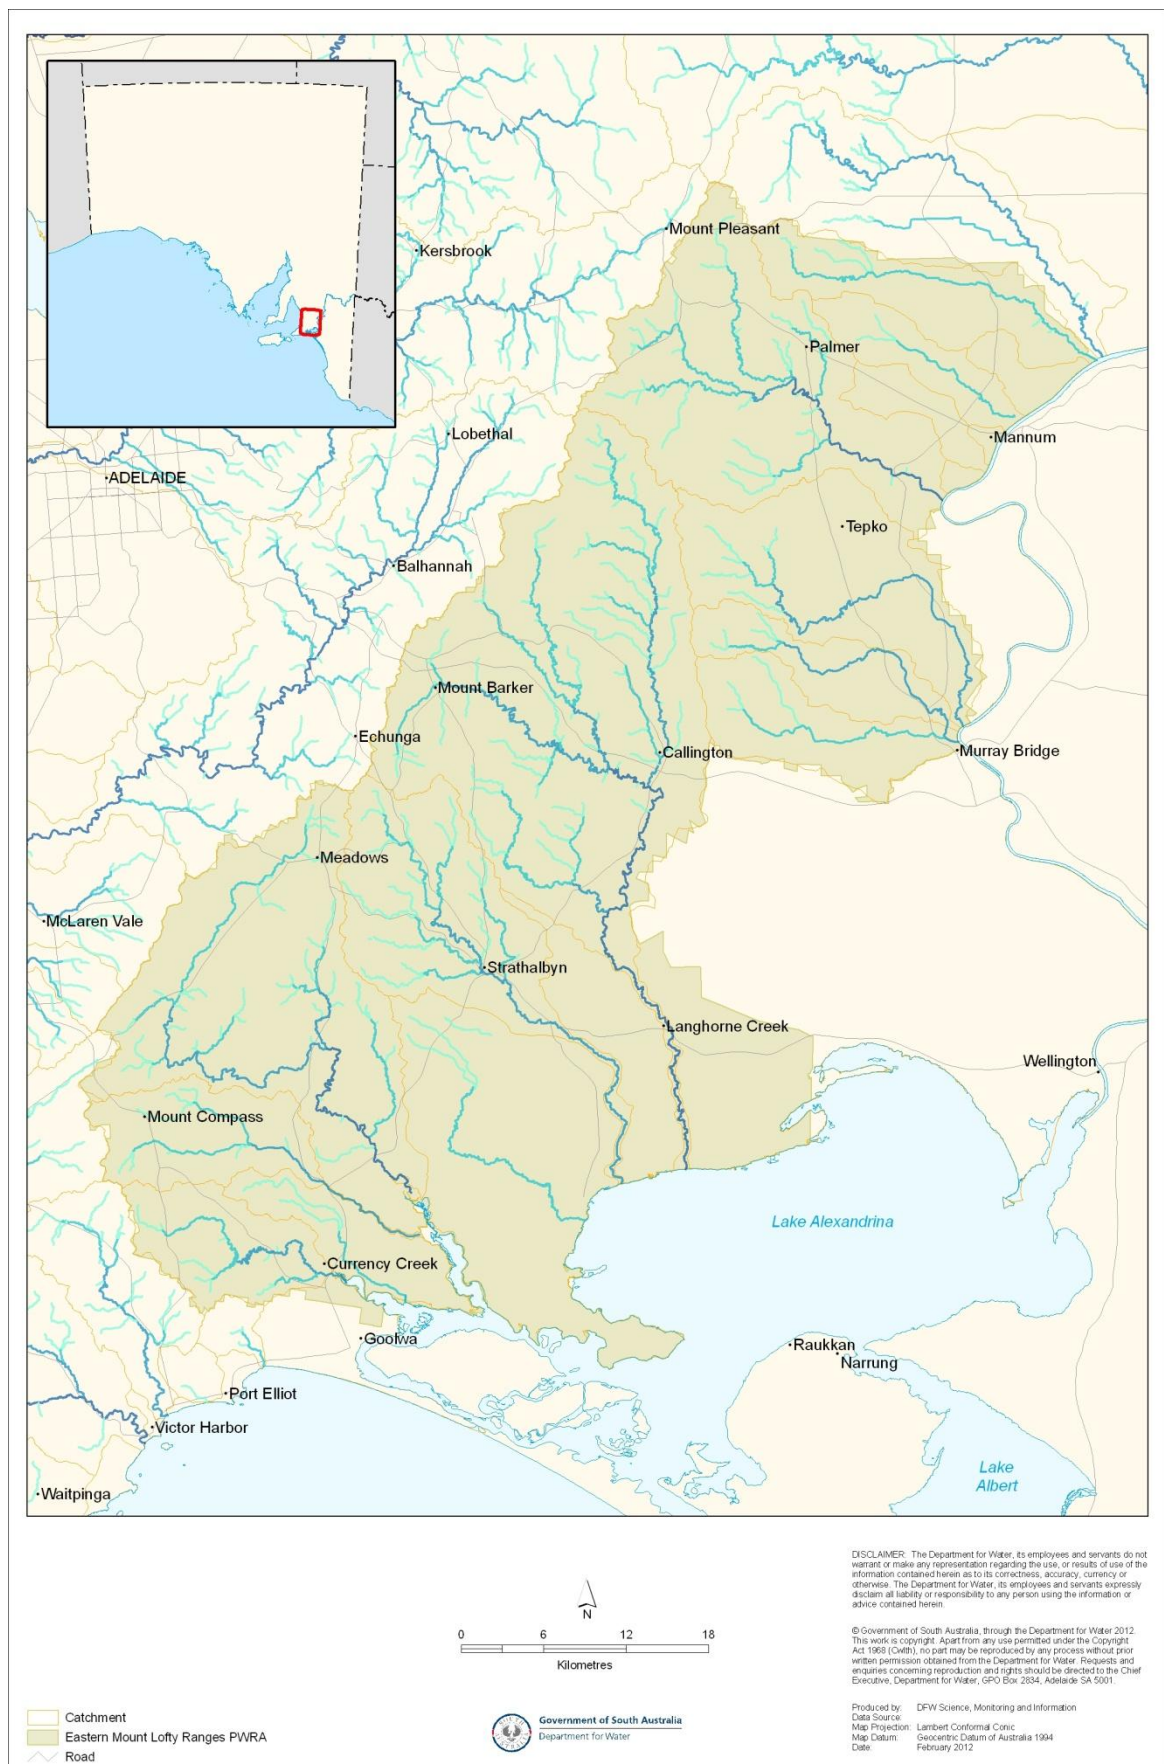 Mount Pleasant
Kersbrook
Palmer
Lobethal
Mannum
ADELAIDE
Tepko
Balhannah
Mount Barker
Echunga
Callington
Murray Bridge
Meadows
McLaren Vale
Strathalbyn
Langhorne Creek
Wellington
Mount Compass
Lake Alexandrina
Currency Creek
Goolwa
Raukkan
Narrung
Port Elliot
Victor Harbor
Lake
Albert
Waitpinga
DISCLAIMER: The Department for Water, its employees and servants do not
warrant or make any representation regarding the use, or results of use of the
information contained herein as to its correctness, accuracy, currency or
otherwise. The Department for Water, its employees and servants expressly
disclaim all liability or responsibility to any person using the information or
advice contained herein.
N
0 6 12 18
Kilometres
© Government of South Australia, through the Department for Water 2012.
This work is copyright. Apart from any use permitted under the Copyright
Act 1968 (Cwlth), no part may be reproduced by any process without prior
written permission obtained from the Department for Water. Requests and
enquiries concerning reproduction and rights should be directed to the Chief
Executive, Department for Water, GPO Box 2834, Adelaide SA 5001.
Catchment
Eastern Mount Lofty Ranges PWRA
Road
Government of South Australia
Department for Water
Produced by: DFW Science, Monitoring and Information
Data Source:
Map Projection: Lambert Conformal Conic
Map Datum: Geocentric Datum of Australia 1994
Date: February 2012